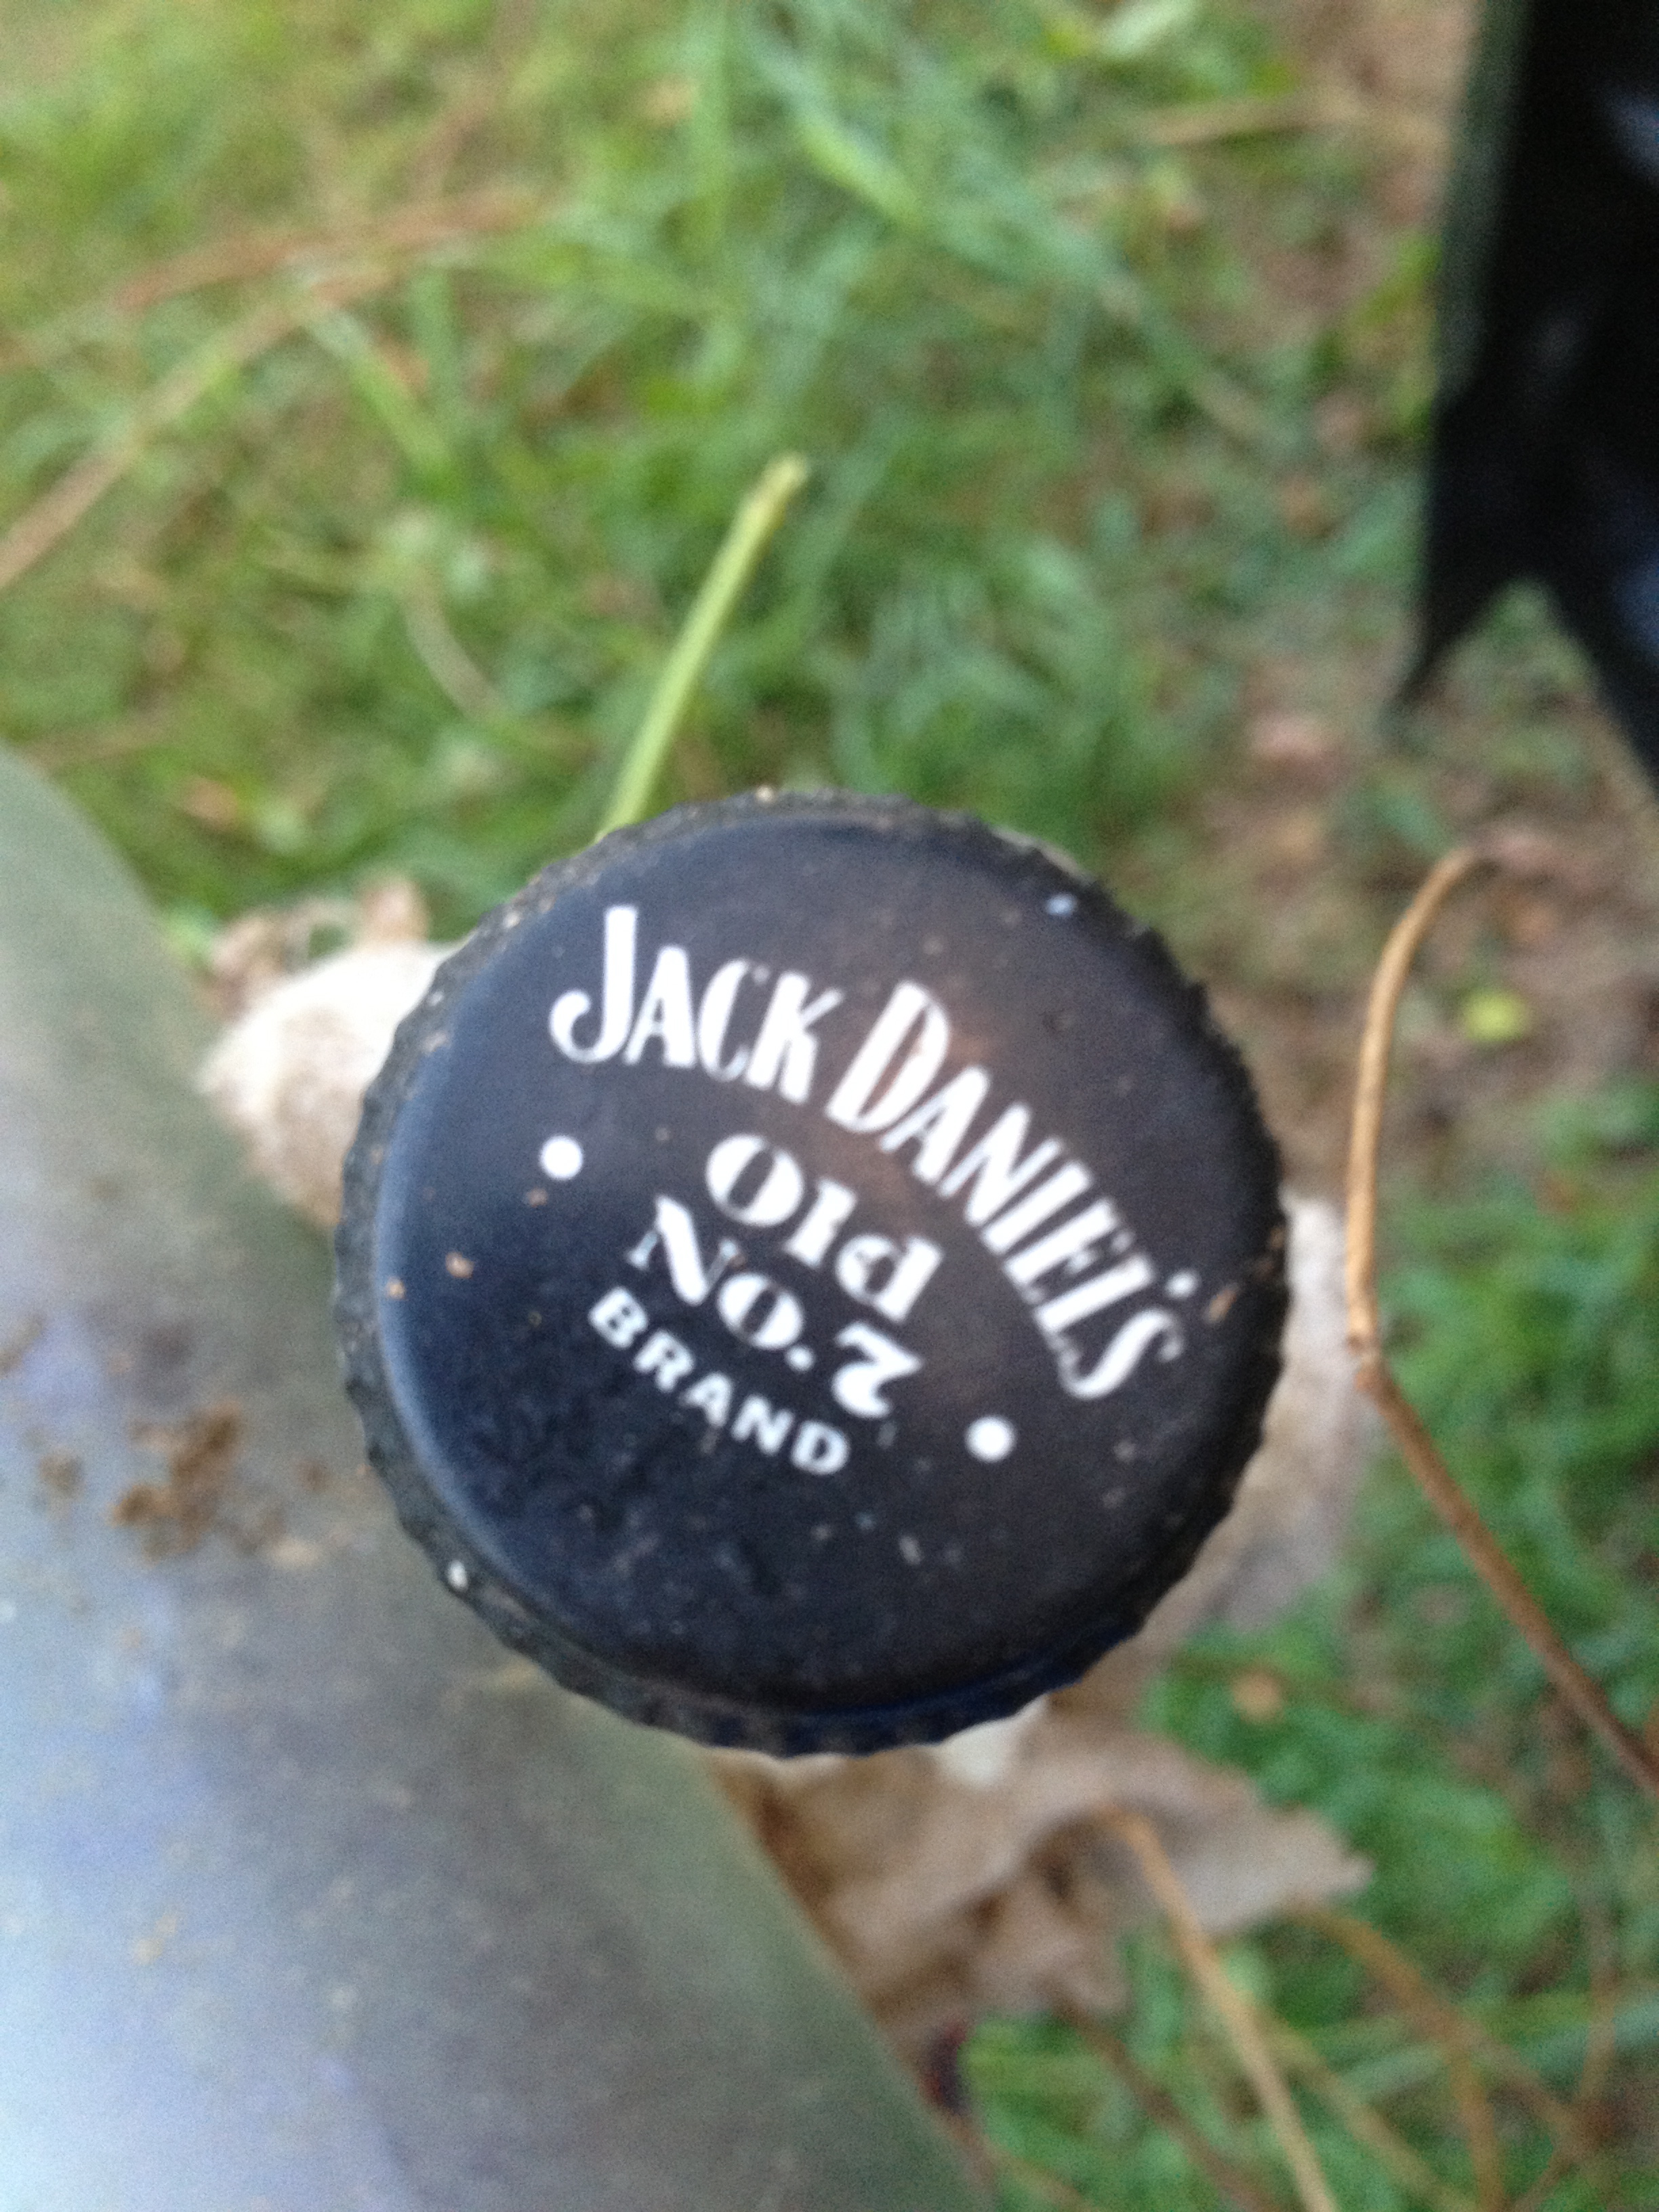 JACK DANIEL'S
Old
No. 7
BRAND